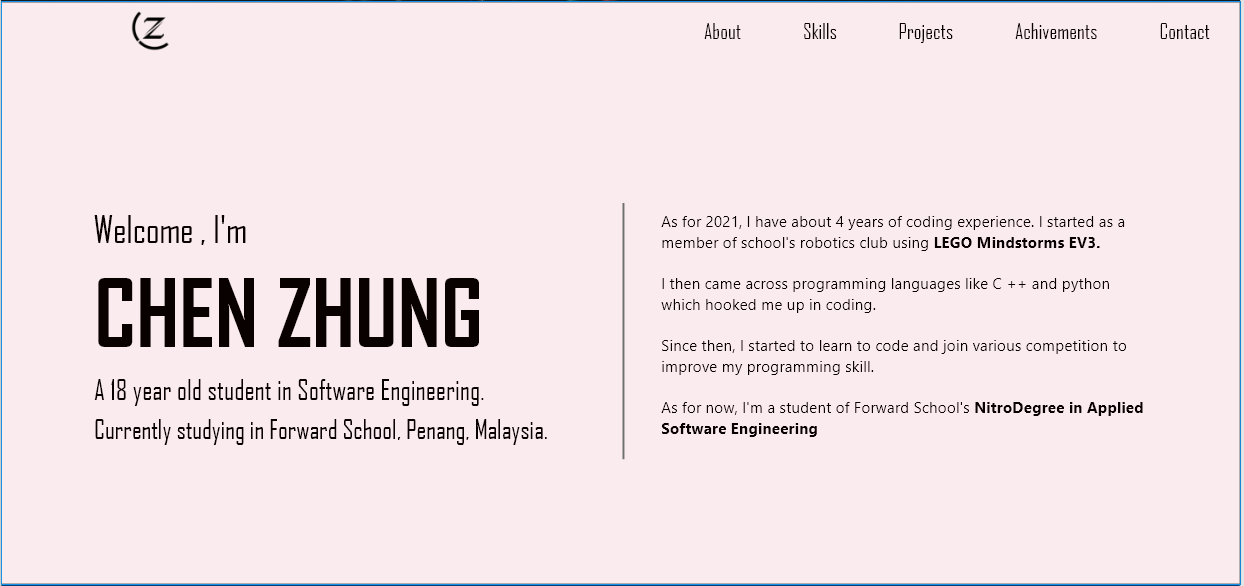 CZ
About Skills Projects Achivements Contact
Welcome , I'm
CHEN ZHUNG
A 18 year old student in Software Engineering.
Currently studying in Forward School, Penang, Malaysia.
As for 2021, I have about 4 years of coding experience. I started as a
member of school's robotics club using LEGO Mindstorms EV3.
I then came across programming languages like C ++ and python
which hooked me up in coding.
Since then, I started to learn to code and join various competition to
improve my programming skill.
As for now, I'm a student of Forward School's NitroDegree in Applied
Software Engineering